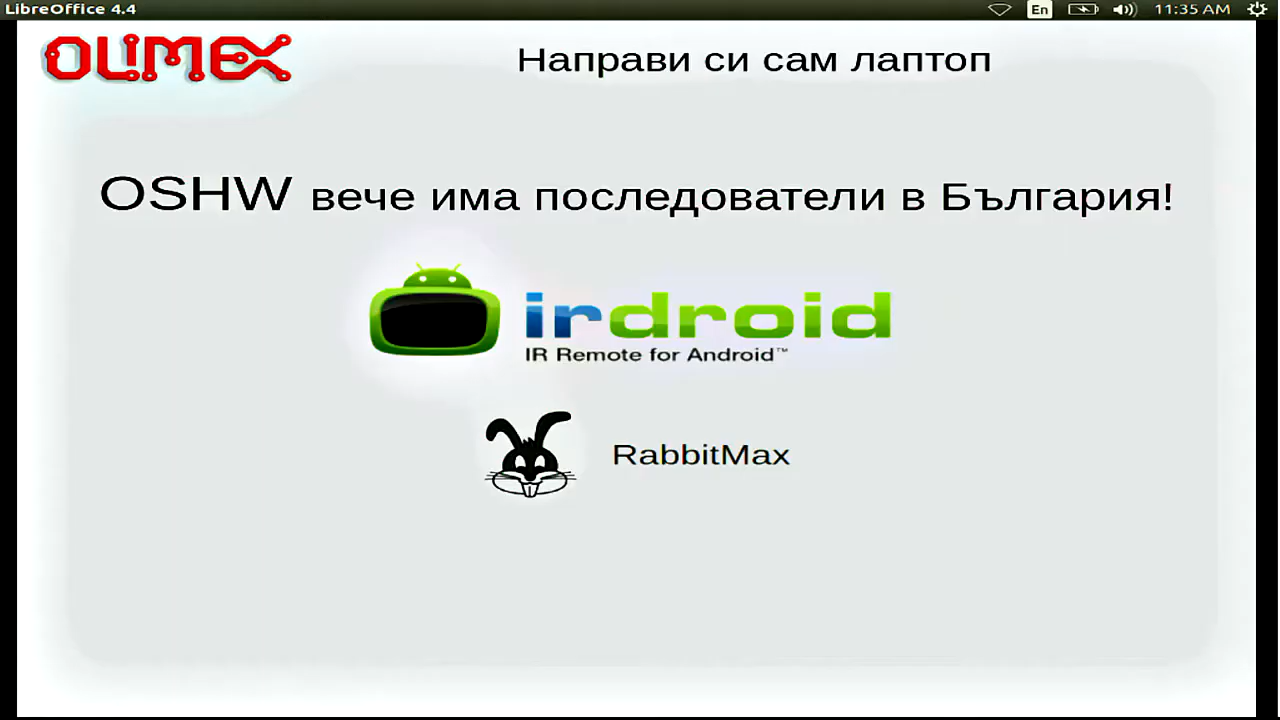 LibreOffice 4.4
En
11:35 AM
OLIMEX
Направи си сам лаптоп
OSHW вече има последователи в България!
irdroid
IR Remote for Android™
RabbitMax